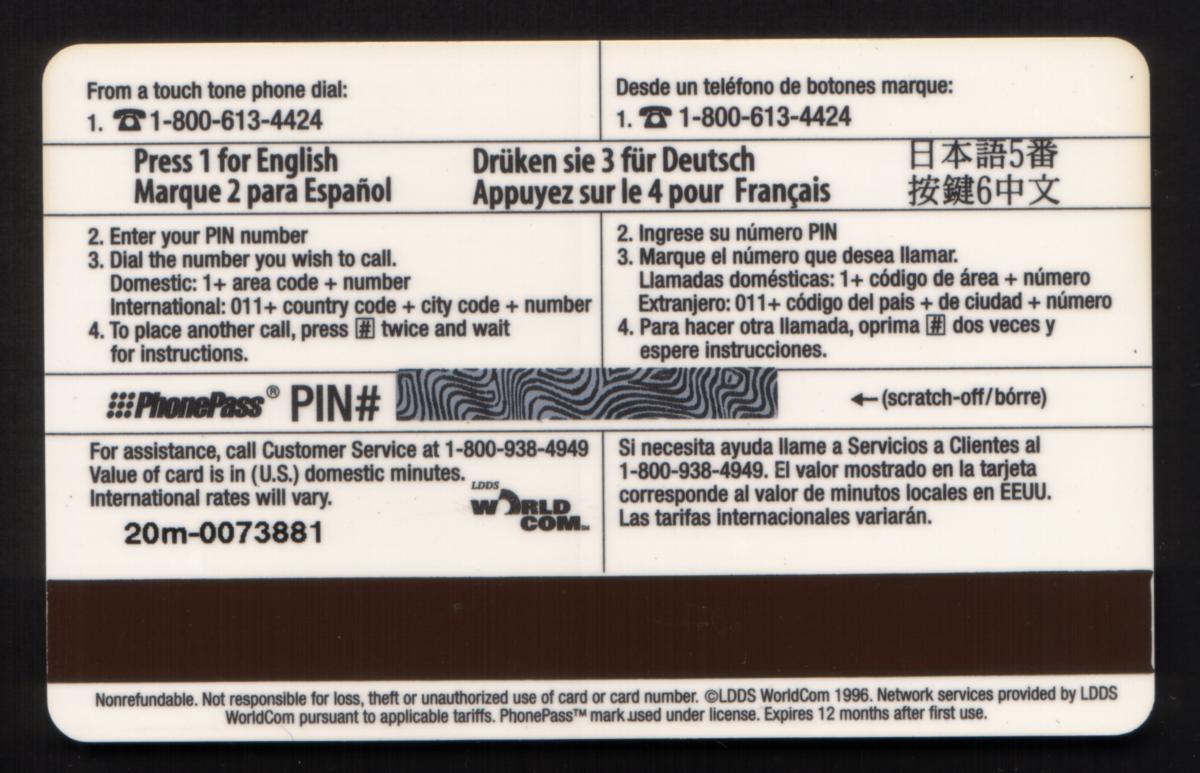 From a touch tone phone dial:
1. ☎ 1-800-613-4424
Desde un teléfono de botones marque:
1. ☎ 1-800-613-4424
Press 1 for English
Marque 2 para Español
Drüken sie 3 für Deutsch
Appuyez sur le 4 pour Français
日本語5番
按鍵6中文
2. Enter your PIN number
3. Dial the number you wish to call.
Domestic: 1+ area code + number
International: 011+ country code + city code + number
4. To place another call, press # twice and wait
for instructions.
2. Ingrese su número PIN
3. Marque el número que desea llamar.
Llamadas domésticas: 1+ código de área + número
Extranjero: 011+ código del pais + de ciudad + número
4. Para hacer otra llamada, oprima # dos veces y
espere instrucciones.
PhonePass® PIN#
←(scratch-off/bórre)
For assistance, call Customer Service at 1-800-938-4949
Value of card is in (U.S.) domestic minutes.
International rates will vary.
LDDS
WORLD
COM℠
20m-0073881
Si necesita ayuda llame a Servicios a Clientes al
1-800-938-4949. El valor mostrado en la tarjeta
corresponde al valor de minutos locales en EEUU.
Las tarifas internacionales variarán.
Nonrefundable. Not responsible for loss, theft or unauthorized use of card or card number. ©LDDS WorldCom 1996. Network services provided by LDDS
WorldCom pursuant to applicable tariffs. PhonePass™ mark used under license. Expires 12 months after first use.